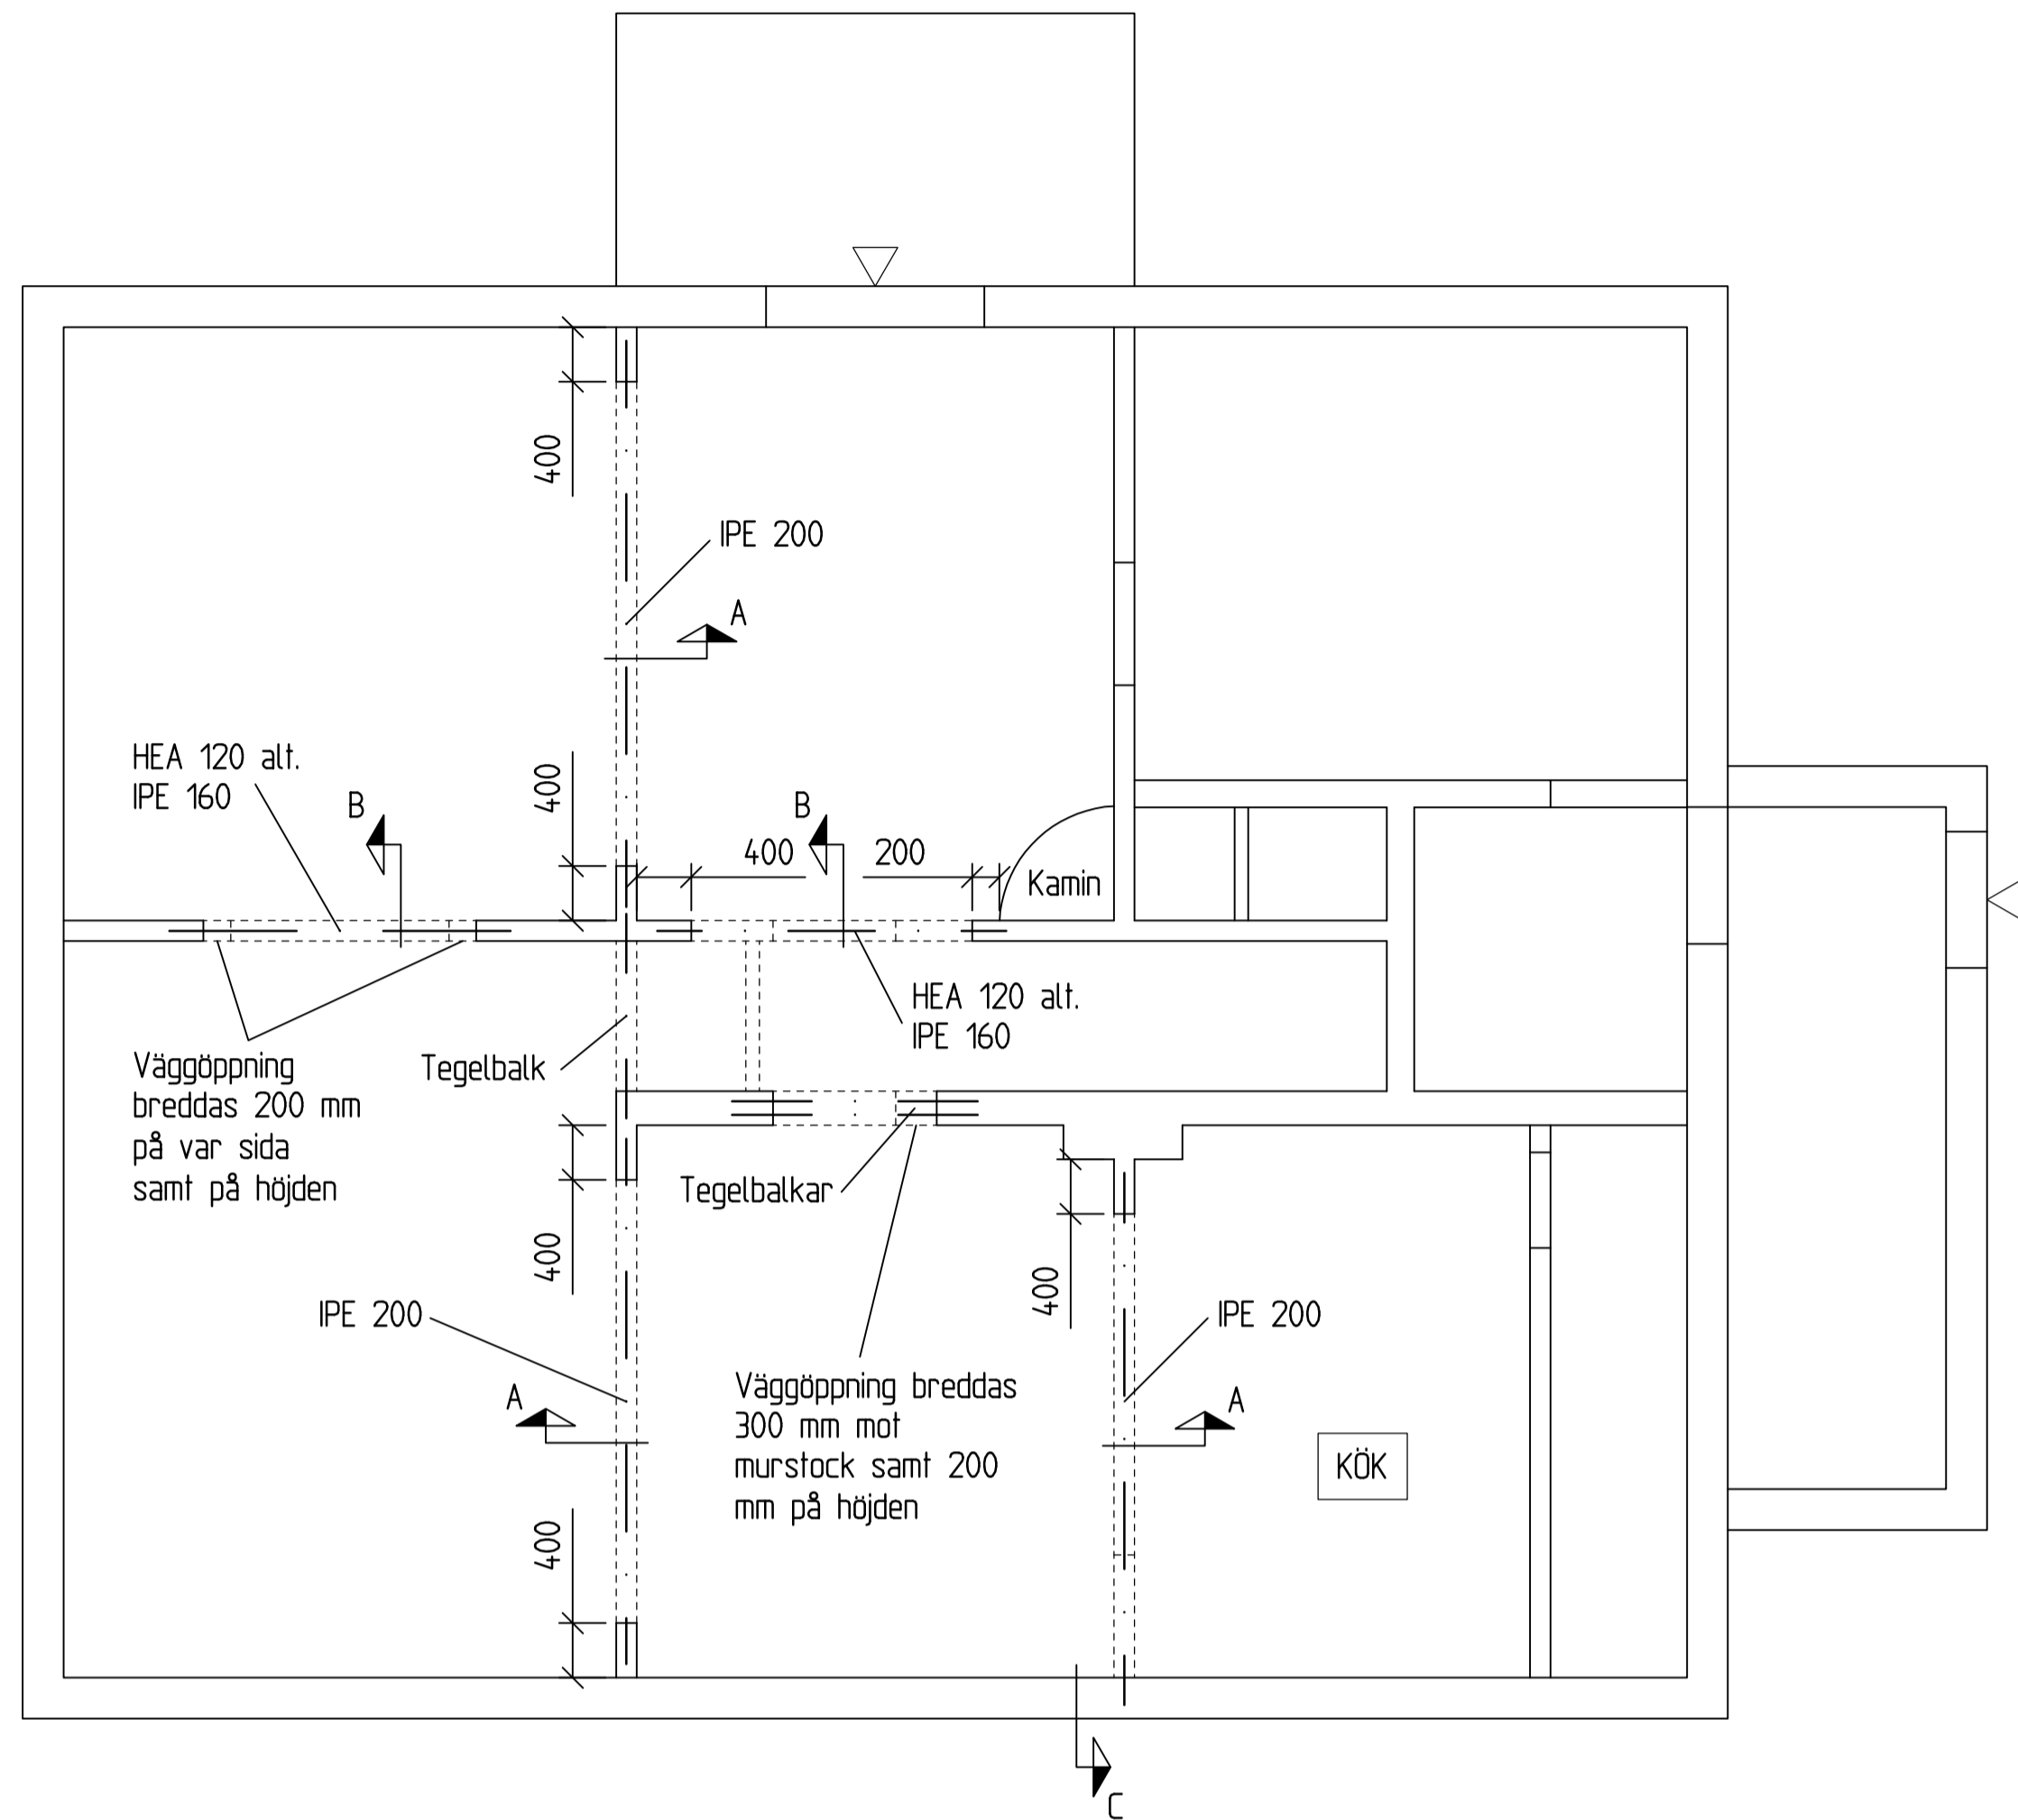 400
IPE 200
A
HEA 120 alt.
IPE 160
B
400
B
400
200
Kamin
HEA 120 alt.
IPE 160
Väggöppning
breddas 200 mm
på var sida
samt på höjden
Tegelbalk
Tegelbalkar
400
400
IPE 200
IPE 200
Väggöppning breddas
300 mm mot
murstock samt 200
mm på höjden
A
A
KÖK
400
C